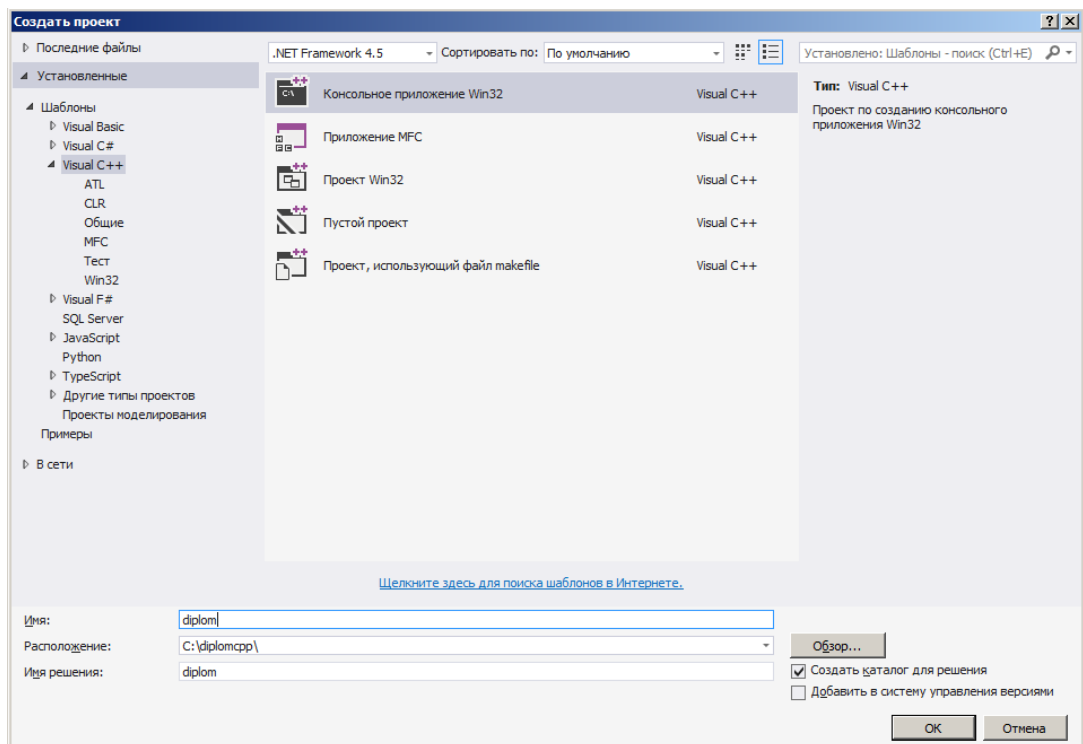 Создать проект
Последние файлы
Установленные
Шаблоны
Visual Basic
Visual C#
Visual C++
ATL
CLR
Общие
MFC
Тест
Win32
Visual F#
SQL Server
JavaScript
Python
TypeScript
Другие типы проектов
Проекты моделирования
Примеры
В сети
.NET Framework 4.5 Сортировать по: По умолчанию
Консольное приложение Win32 Visual C++
Приложение MFC Visual C++
Проект Win32 Visual C++
Пустой проект Visual C++
Проект, использующий файл makefile Visual C++
Щелкните здесь для поиска шаблонов в Интернете.
Установлено: Шаблоны - поиск (Ctrl+E)
Тип: Visual C++
Проект по созданию консольного
приложения Win32
Имя: diplom
Расположение: C:\diplomcpp\ Обзор...
Имя решения: diplom
Создать каталог для решения
Добавить в систему управления версиями
OK Отмена